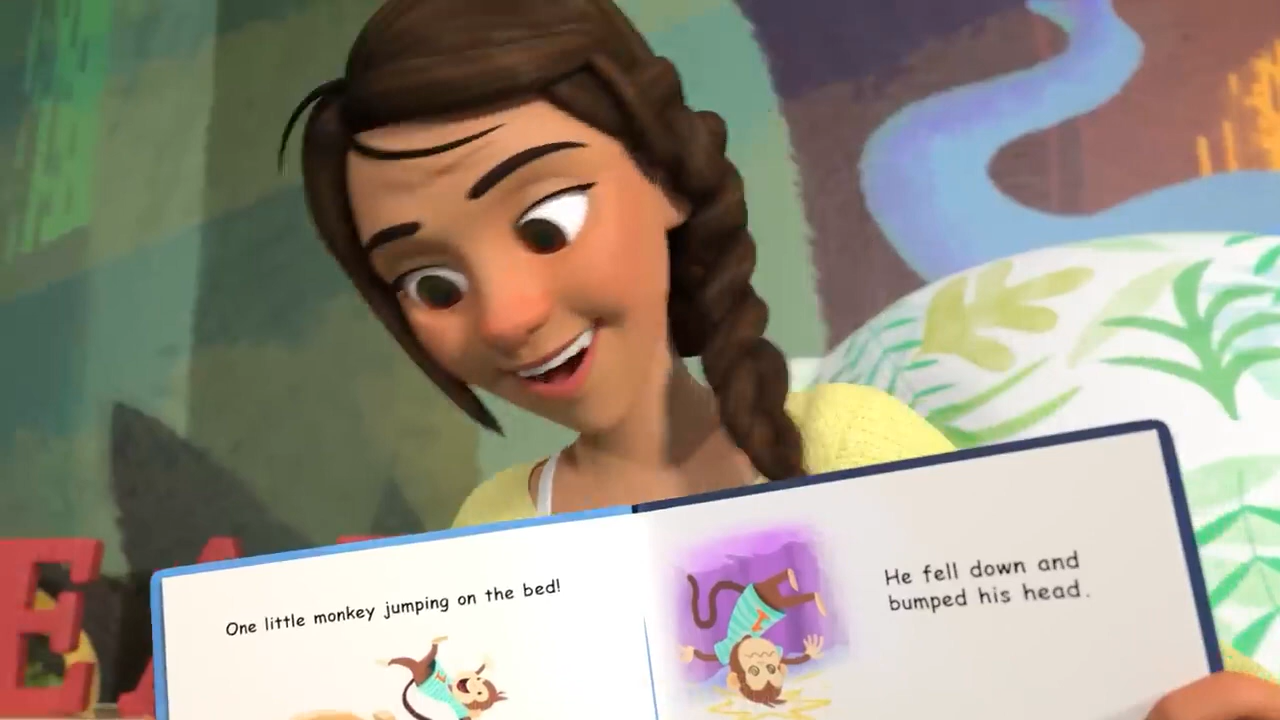 One little monkey jumping on the bed!
He fell down and
bumped his head.